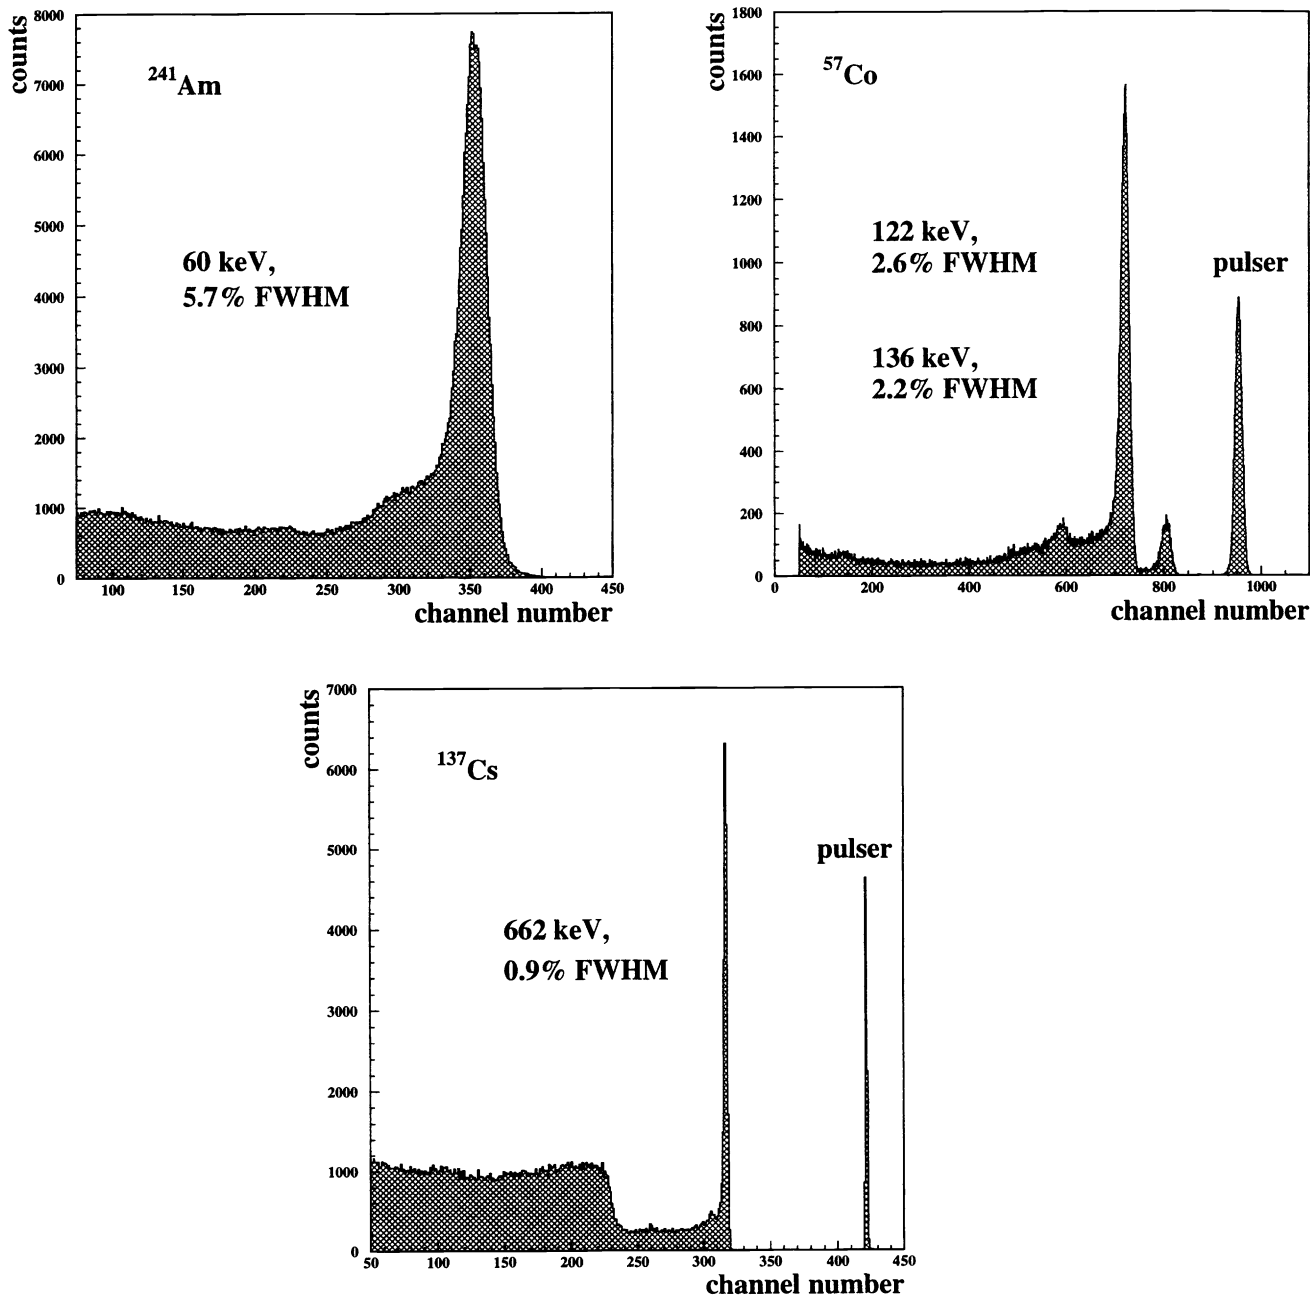 counts
8000
7000
6000
5000
4000
3000
2000
1000
0
241Am
60 keV,
5.7% FWHM
100 150 200 250 300 350 400 450
channel number
counts
1800
1600
1400
1200
1000
800
600
400
200
0
57Co
122 keV,
2.6% FWHM
136 keV,
2.2% FWHM
pulser
0 200 400 600 800 1000
channel number
counts
7000
6000
5000
4000
3000
2000
1000
0
137Cs
662 keV,
0.9% FWHM
pulser
50 100 150 200 250 300 350 400 450
channel number